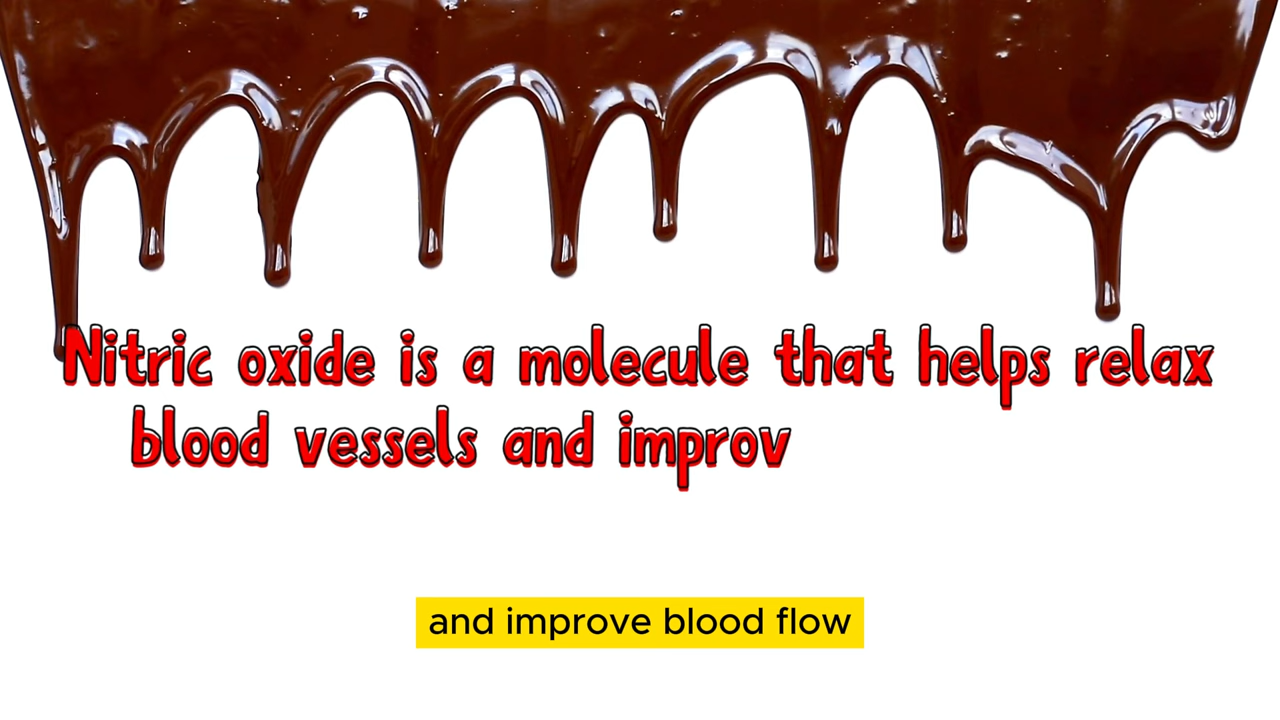 Nitric oxide is a molecule that helps relax
blood vessels and improv
and improve blood flow